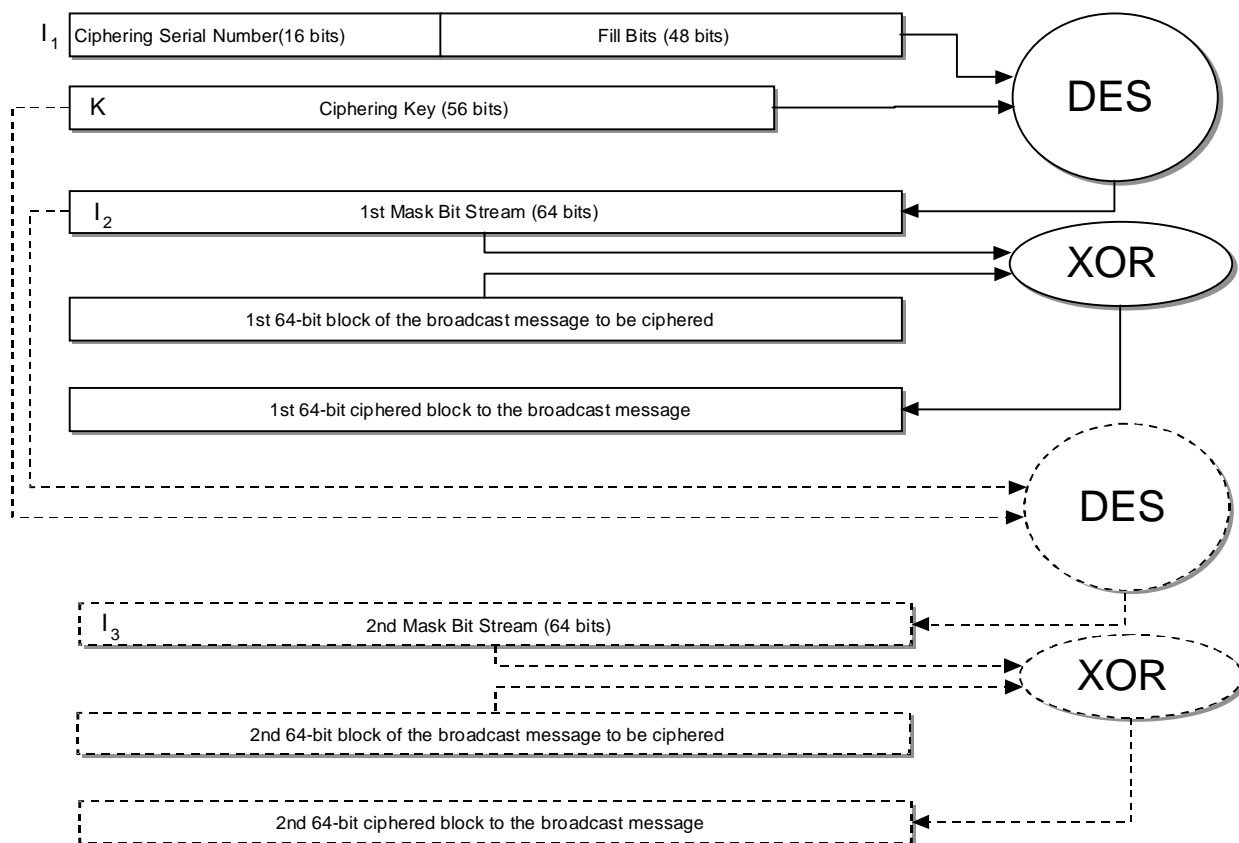 I1 Ciphering Serial Number(16 bits) Fill Bits (48 bits)
DES
K Ciphering Key (56 bits)
I2 1st Mask Bit Stream (64 bits)
XOR
1st 64-bit block of the broadcast message to be ciphered
1st 64-bit ciphered block to the broadcast message
DES
I3 2nd Mask Bit Stream (64 bits)
XOR
2nd 64-bit block of the broadcast message to be ciphered
2nd 64-bit ciphered block to the broadcast message